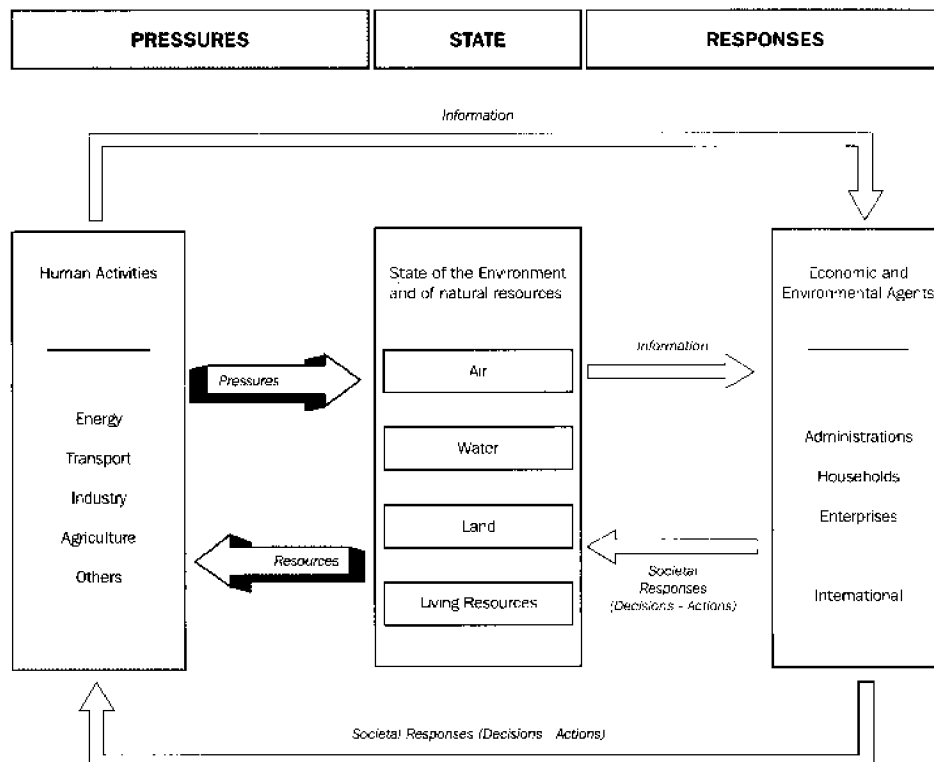 PRESSURES
STATE
RESPONSES
Information
Human Activities
Energy
Transport
Industry
Agriculture
Others
Pressures
Resources
State of the Environment
and of natural resources
Air
Water
Land
Living Resources
Information
Societal
Responses
(Decisions - Actions)
Economic and
Environmental Agents
Administrations
Households
Enterprises
International
Societal Responses (Decisions - Actions)